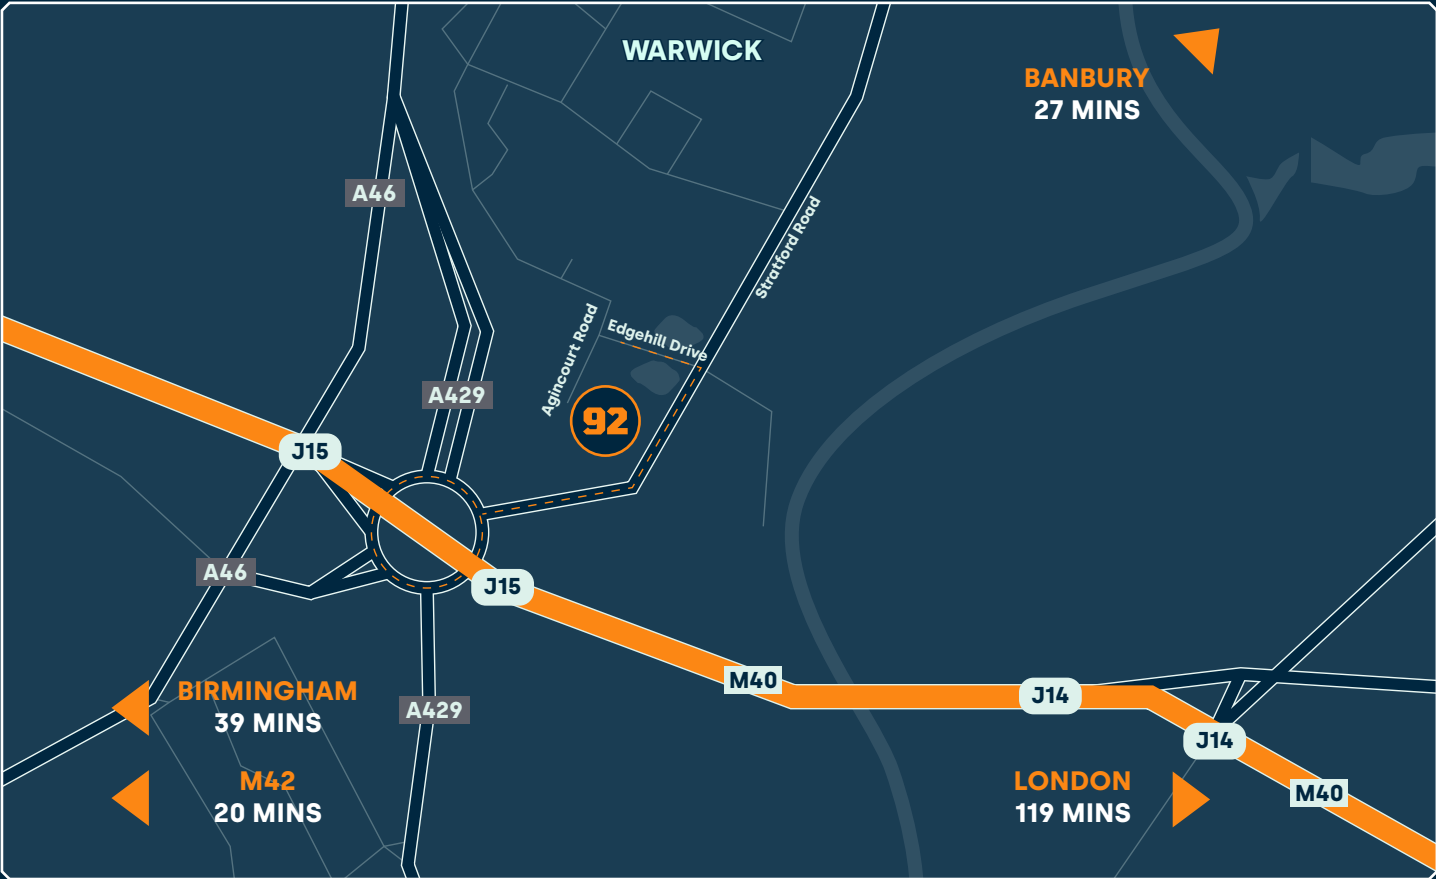 WARWICK
BANBURY
27 MINS
A46
Stratford Road
Agincourt Road
Edgehill Drive
A429
92
J15
A46
J15
M40
J14
J14
BIRMINGHAM
39 MINS
A429
M42
20 MINS
LONDON
119 MINS
M40